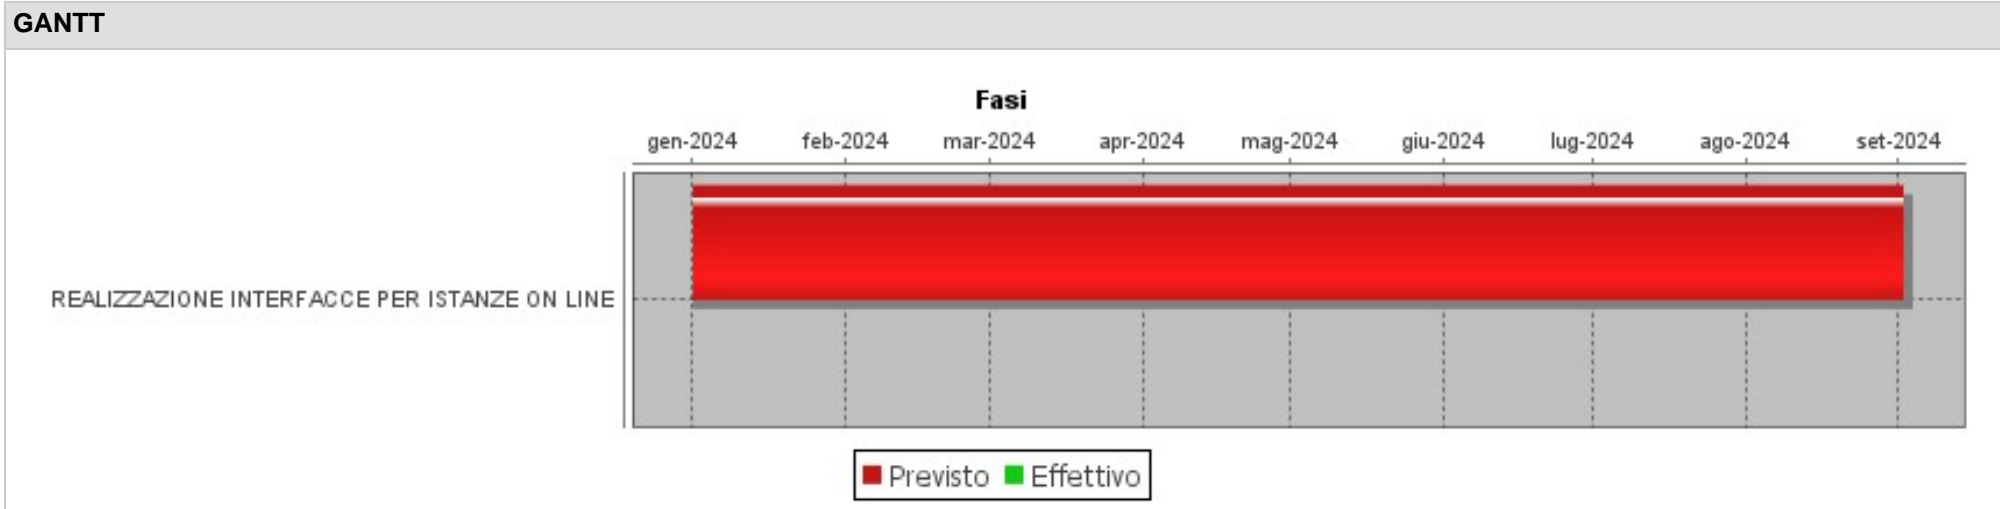 GANTT
Fasi
gen-2024 feb-2024 mar-2024 apr-2024 mag-2024 giu-2024 lug-2024 ago-2024 set-2024
REALIZZAZIONE INTERFACCE PER ISTANZE ON LINE
Previsto Effettivo